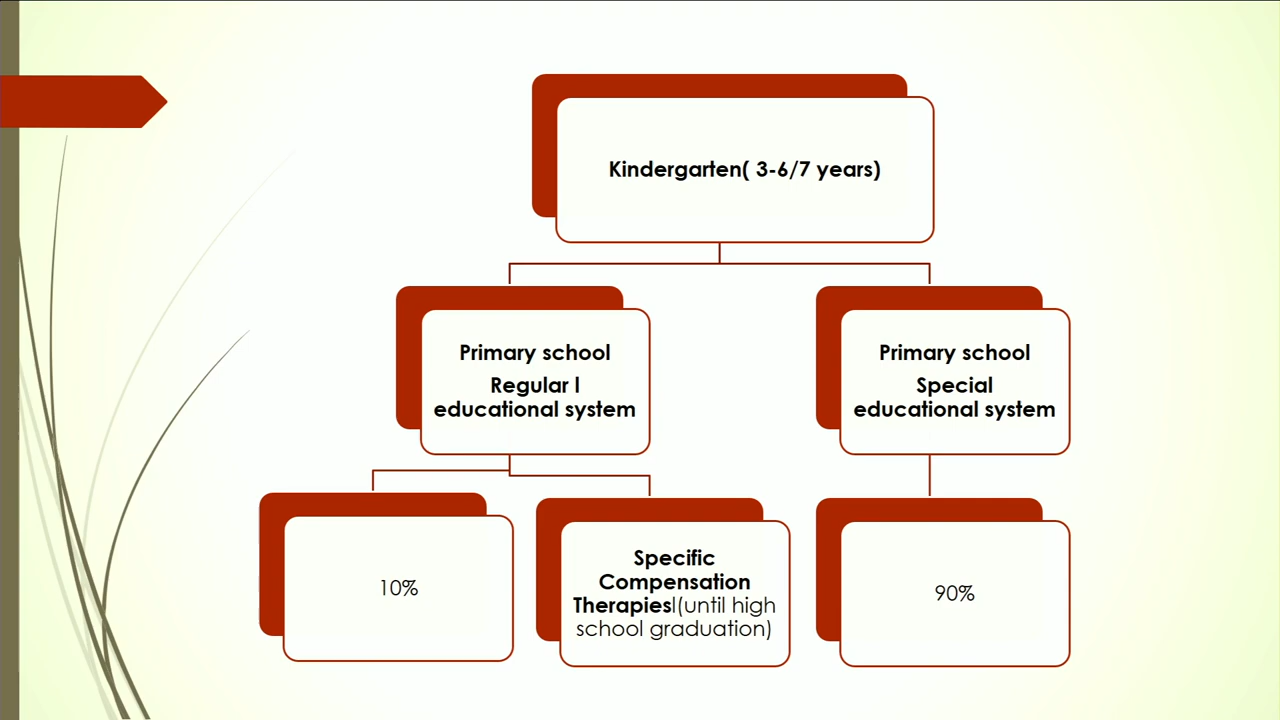 Kindergarten( 3-6/7 years)
Primary school
Regular l
educational system
Primary school
Special
educational system
10%
Specific
Compensation
Therapiesl(until high
school graduation)
90%